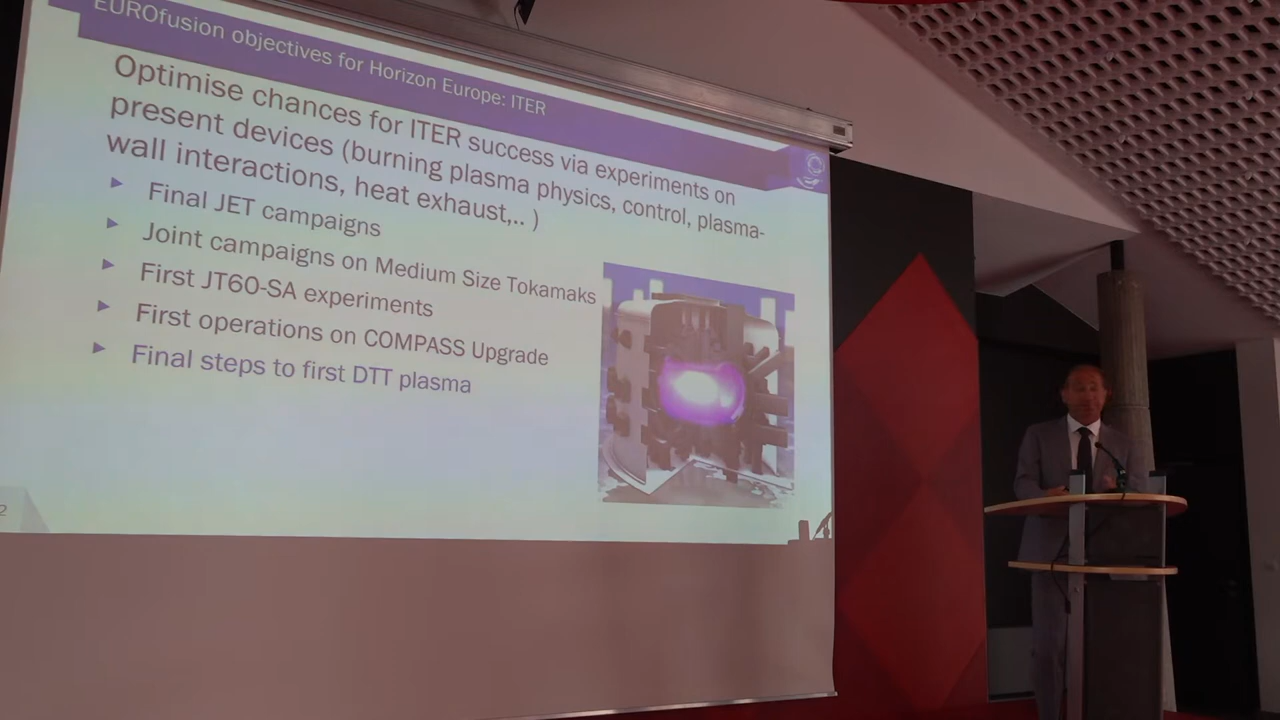 EUROfusion objectives for Horizon Europe: ITER
Optimise chances for ITER success via experiments on
present devices (burning plasma physics, control, plasma-
wall interactions, heat exhaust,.. )
Final JET campaigns
Joint campaigns on Medium Size Tokamaks
First JT60-SA experiments
First operations on COMPASS Upgrade
Final steps to first DTT plasma
2